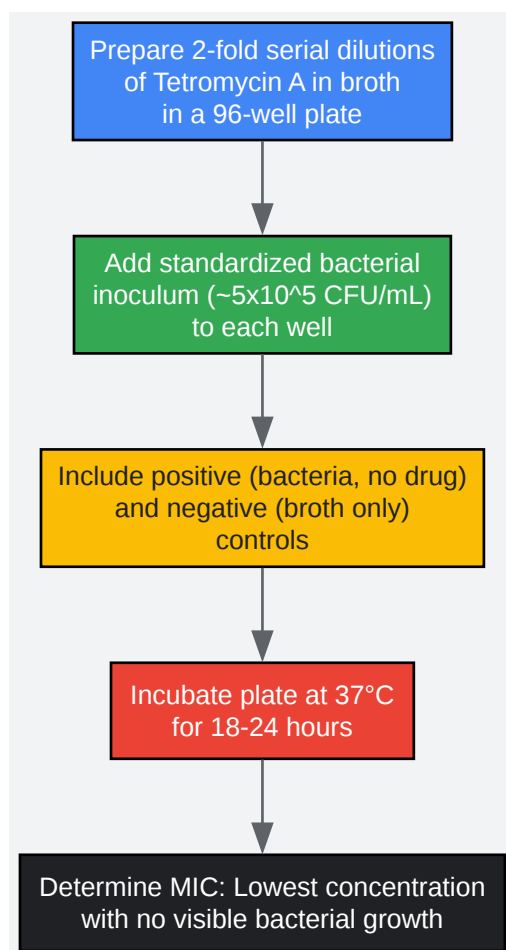 Prepare 2-fold serial dilutions
of Tetromycin A in broth
in a 96-well plate
Add standardized bacterial
inoculum (~5x10^5 CFU/mL)
to each well
Include positive (bacteria, no drug)
and negative (broth only)
controls
Incubate plate at 37°C
for 18-24 hours
Determine MIC: Lowest concentration
with no visible bacterial growth